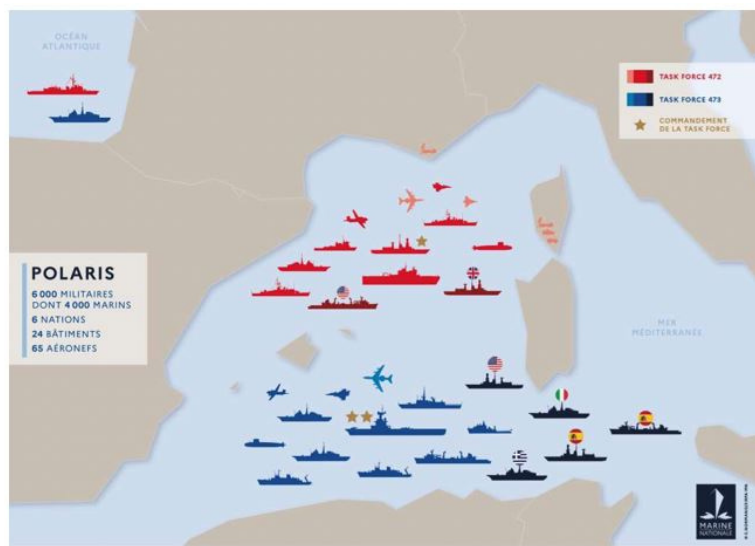 OCÉAN
ATLANTIQUE
TASK FORCE 472
TASK FORCE 473
COMMANDEMENT
DE LA TASK FORCE
POLARIS
6 000 MILITAIRES
DONT 4 000 MARINS
6 NATIONS
24 BÂTIMENTS
65 AÉRONEFS
MER
MÉDITERRANÉE
MARINE
NATIONALE